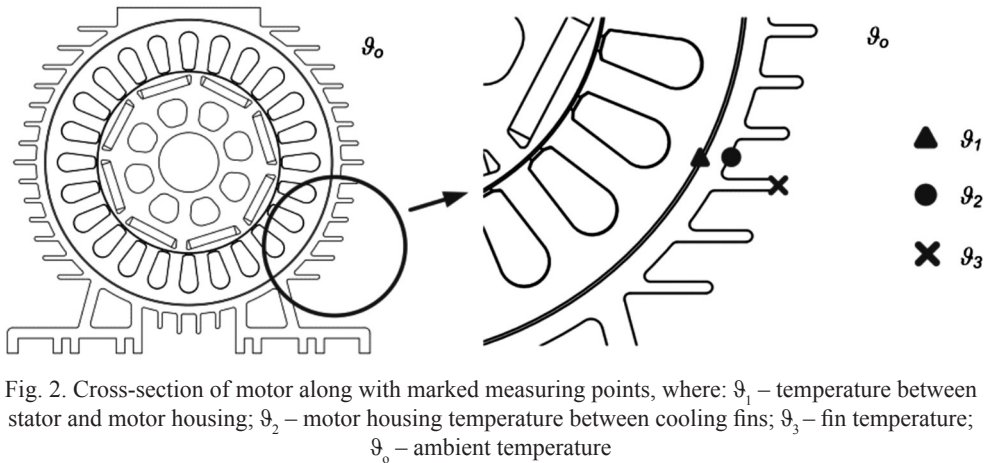 ϑₒ
ϑₒ
ϑ₁
ϑ₂
ϑ₃
Fig. 2. Cross-section of motor along with marked measuring points, where: ϑ₁ – temperature between
stator and motor housing; ϑ₂ – motor housing temperature between cooling fins; ϑ₃ – fin temperature;
ϑₒ – ambient temperature